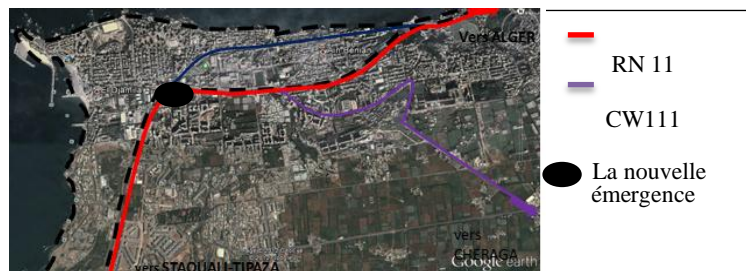 Vers ALGER
RN 11
CW111
La nouvelle
émergence
vers
CHERAGA
vers STAOUALI-TIPAZA
Google earth